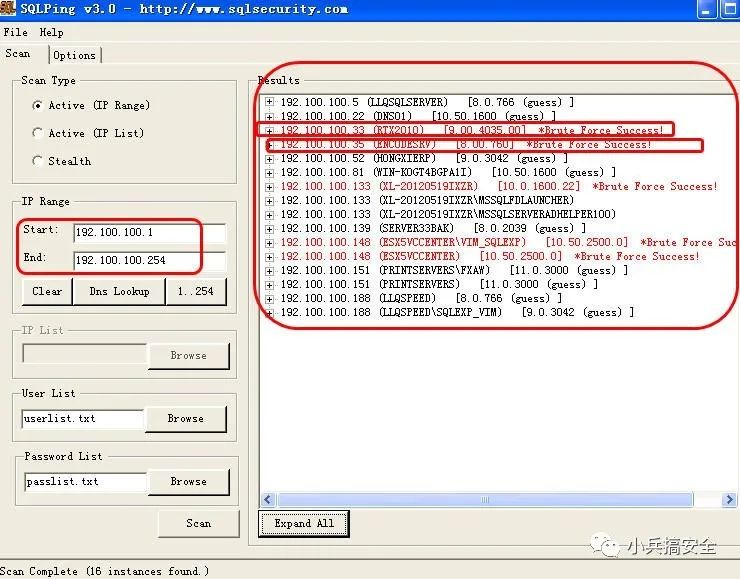 SQLPing v3.0 - http://www.sqlsecurity.com
File Help
Scan Options
Scan Type
Active (IP Range)
Active (IP List)
Stealth
IP Range
Start: 192.100.100.1
End: 192.100.100.254
Clear Dns Lookup 1..254
IP List
Browse
User List
userlist.txt Browse
Password List
passlist.txt Browse
Scan
Results
192.100.100.5 (LLQSQLSERVER) [8.0.766 (guess) ]
192.100.100.22 (DNS01) [10.50.1600 (guess) ]
192.100.100.33 (RTX2010) [9.00.4035.00] *Brute Force Success!
192.100.100.35 (ENCODESRV) [8.00.760] *Brute Force Success!
192.100.100.52 (HONGXIERP) [9.0.3042 (guess) ]
192.100.100.81 (WIN-KOGT4BGPA1I) [10.50.1600 (guess) ]
192.100.100.133 (XL-20120519IXZR) [10.0.1600.22] *Brute Force Success!
192.100.100.133 (XL-20120519IXZR\MSSQLFDLAUNCHER)
192.100.100.133 (XL-20120519IXZR\MSSQLSERVERADHELPER100)
192.100.100.139 (SERVER33BAK) [8.0.2039 (guess) ]
192.100.100.148 (ESX5VCCENTER\VIM_SQLEXP) [10.50.2500.0] *Brute Force Suc
192.100.100.148 (ESX5VCCENTER) [10.50.2500.0] *Brute Force Success!
192.100.100.151 (PRINTSERVERS\FXAW) [11.0.3000 (guess) ]
192.100.100.151 (PRINTSERVERS) [11.0.3000 (guess) ]
192.100.100.188 (LLQSPEED) [8.0.766 (guess) ]
192.100.100.188 (LLQSPEED\SQLEXP_VIM) [9.0.3042 (guess) ]
Expand All
小兵搞安全
Scan Complete (16 instances found.)